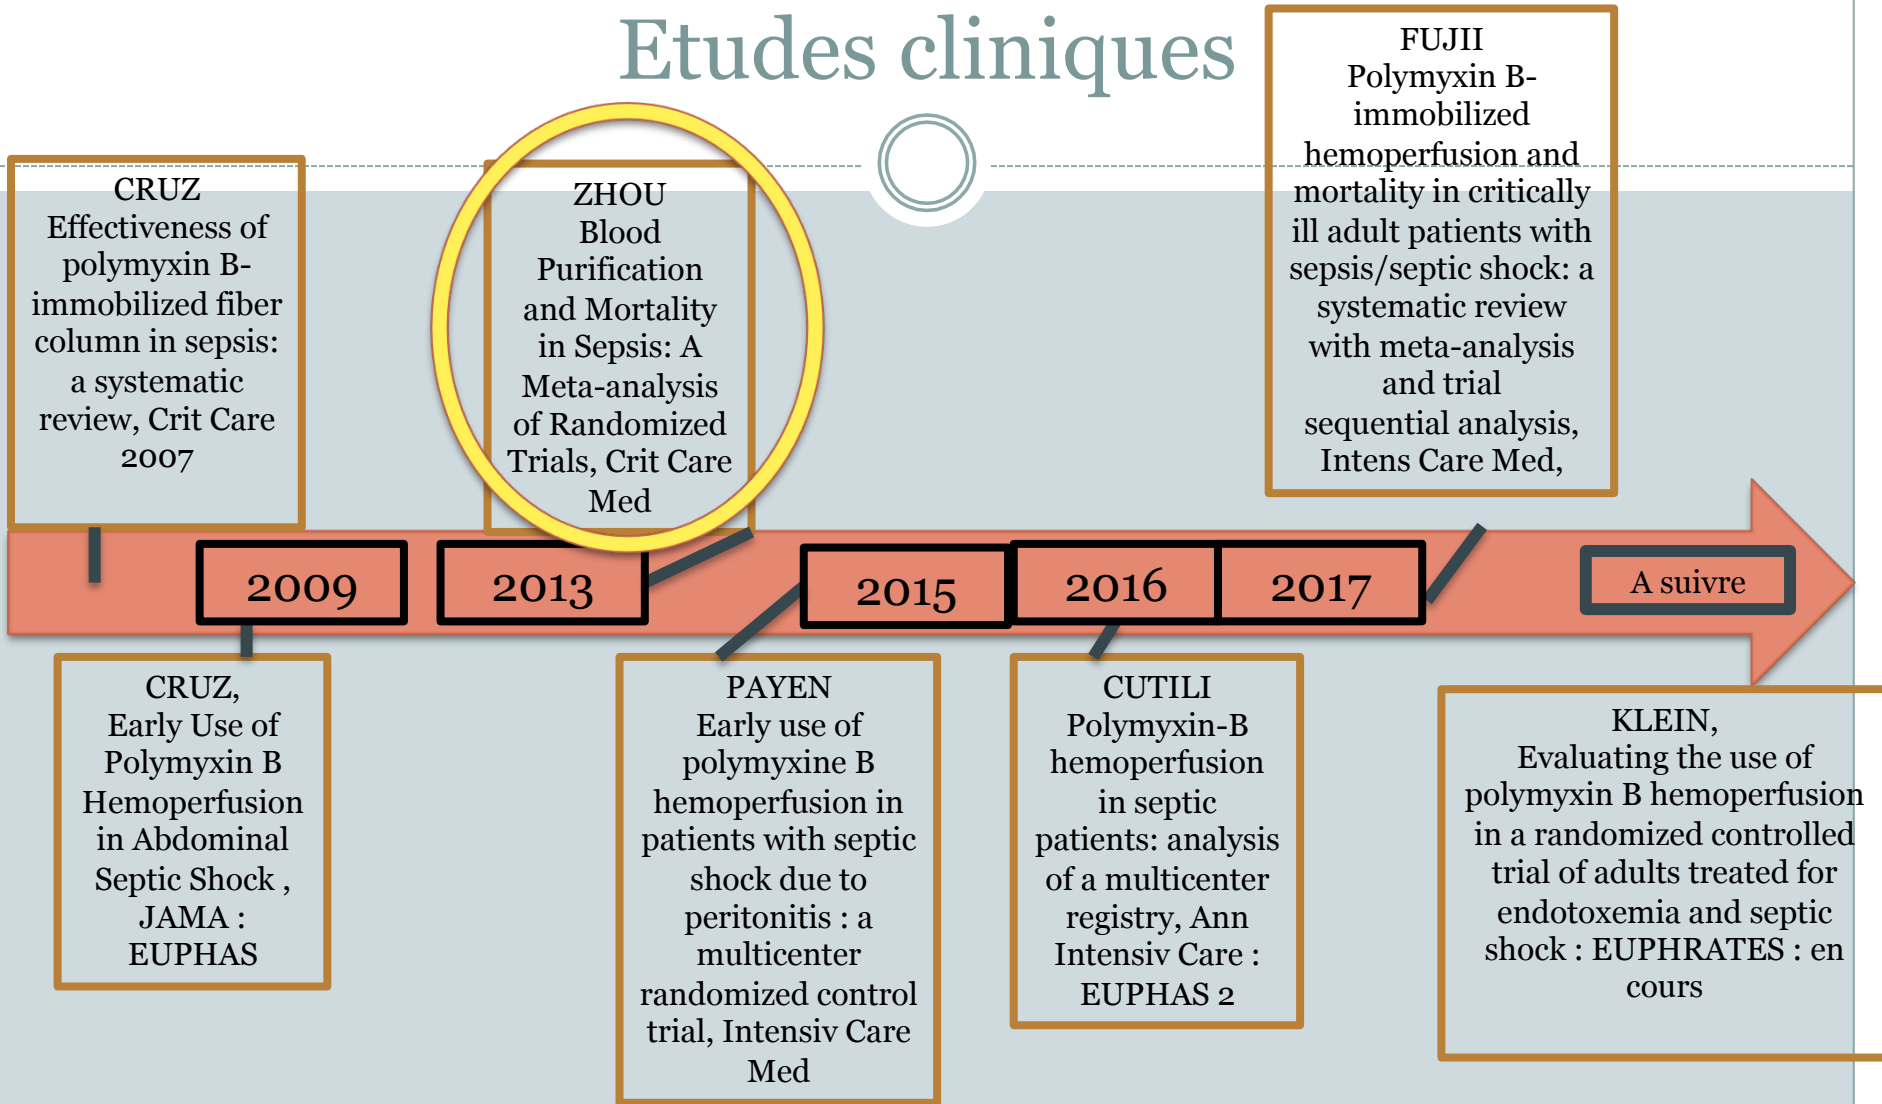 Etudes cliniques
CRUZ
Effectiveness of
polymyxin B-
immobilized fiber
column in sepsis:
a systematic
review, Crit Care
2007
ZHOU
Blood
Purification
and Mortality
in Sepsis: A
Meta-analysis
of Randomized
Trials, Crit Care
Med
FUJII
Polymyxin B-
immobilized
hemoperfusion and
mortality in critically
ill adult patients with
sepsis/septic shock: a
systematic review
with meta-analysis
and trial
sequential analysis,
Intens Care Med,
2009
2013
2015
2016
2017
A suivre
CRUZ,
Early Use of
Polymyxin B
Hemoperfusion
in Abdominal
Septic Shock ,
JAMA :
EUPHAS
PAYEN
Early use of
polymyxine B
hemoperfusion in
patients with septic
shock due to
peritonitis : a
multicenter
randomized control
trial, Intensiv Care
Med
CUTILI
Polymyxin-B
hemoperfusion
in septic
patients: analysis
of a multicenter
registry, Ann
Intensiv Care :
EUPHAS 2
KLEIN,
Evaluating the use of
polymyxin B hemoperfusion
in a randomized controlled
trial of adults treated for
endotoxemia and septic
shock : EUPHRATES : en
cours